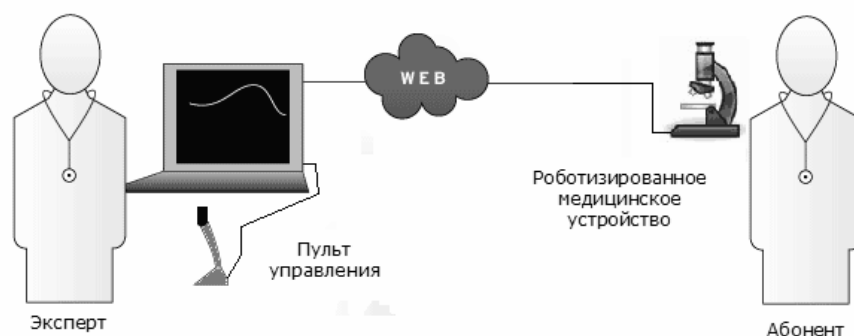 WEB
Роботизированное
медицинское
устройство
Пульт
управления
Эксперт
Абонент